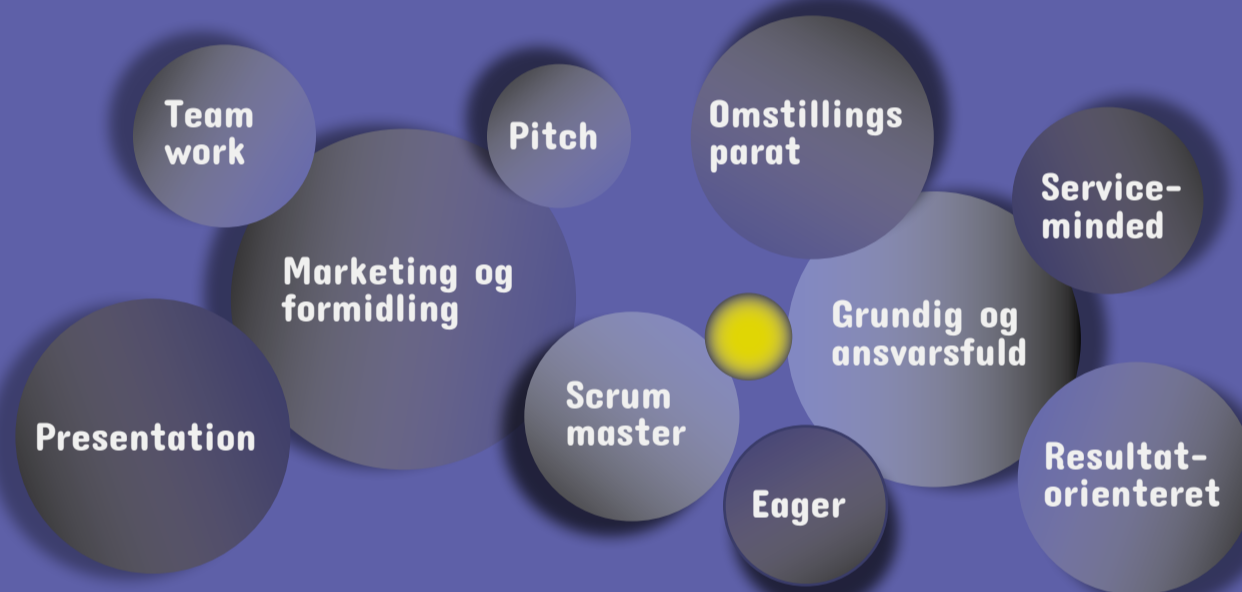 Team
work
Pitch
Omstillings
parat
Service-
minded
Marketing og
formidling
Grundig og
ansvarsfuld
Scrum
master
Presentation
Eager
Resultat-
orienteret